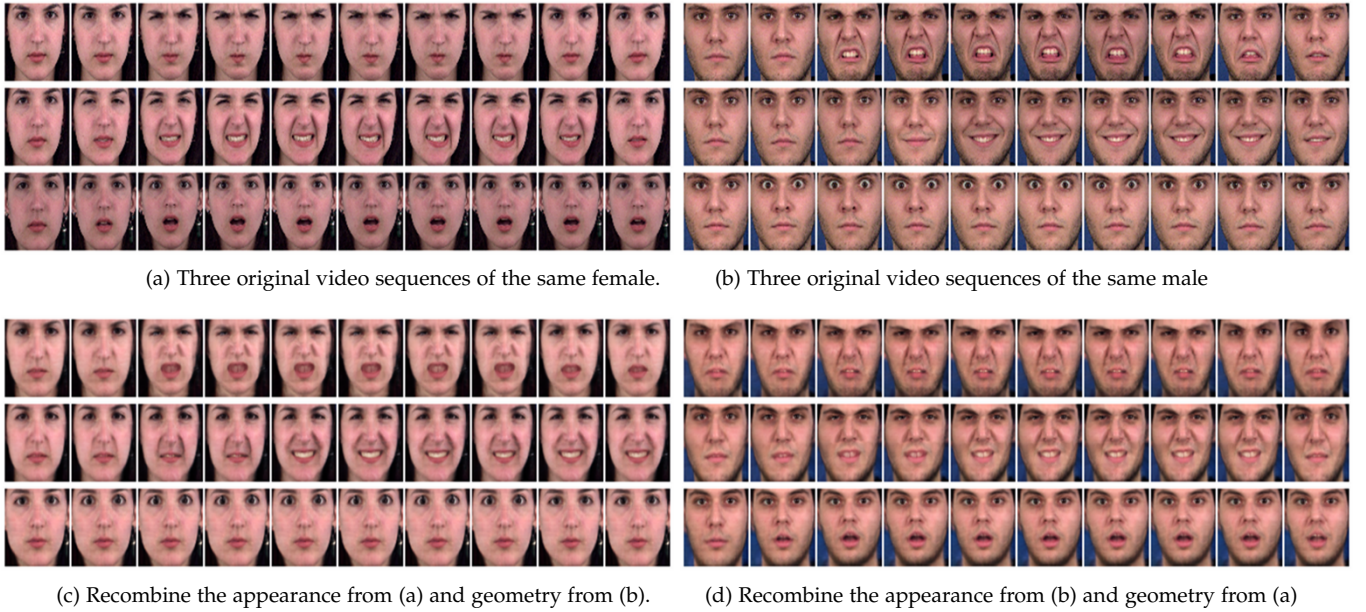 (a) Three original video sequences of the same female.
(b) Three original video sequences of the same male
(c) Recombine the appearance from (a) and geometry from (b).
(d) Recombine the appearance from (b) and geometry from (a)